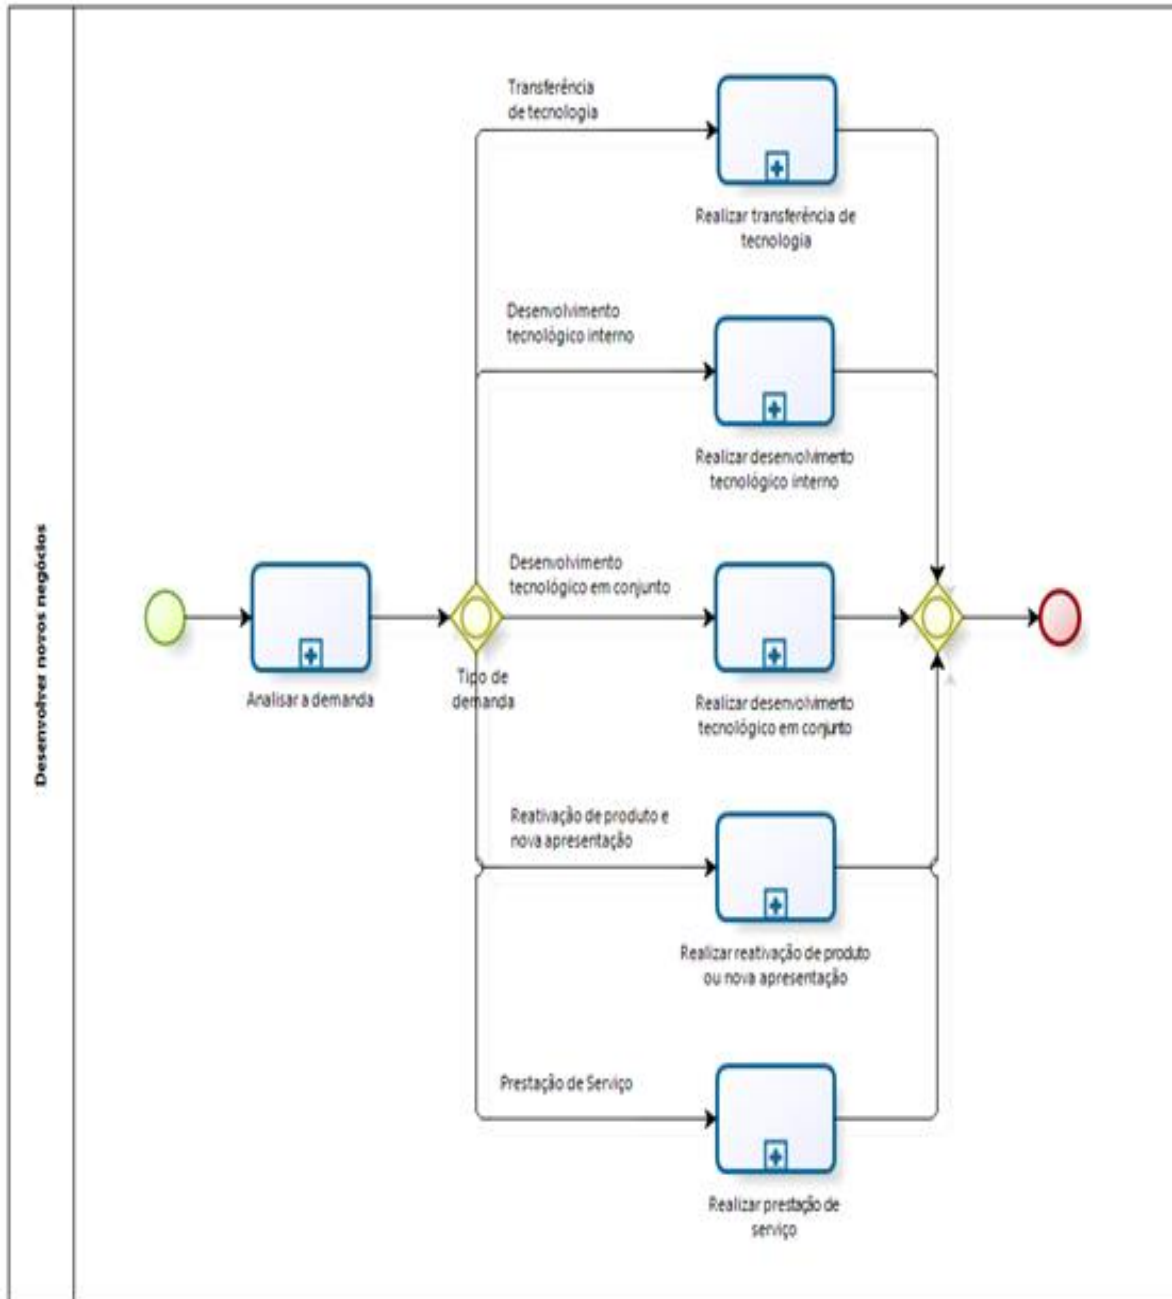 Desenvolver novos negócios
Transferência
de tecnologia
Realizar transferência de
tecnologia
Desenvolvimento
tecnológico interno
Realizar desenvolvimento
tecnológico interno
Analisar a demanda
Tipo de
demanda
Desenvolvimento
tecnológico em conjunto
Realizar desenvolvimento
tecnológico em conjunto
Reativação de produto e
nova apresentação
Realizar reativação de produto
ou nova apresentação
Prestação de Serviço
Realizar prestação de
serviço